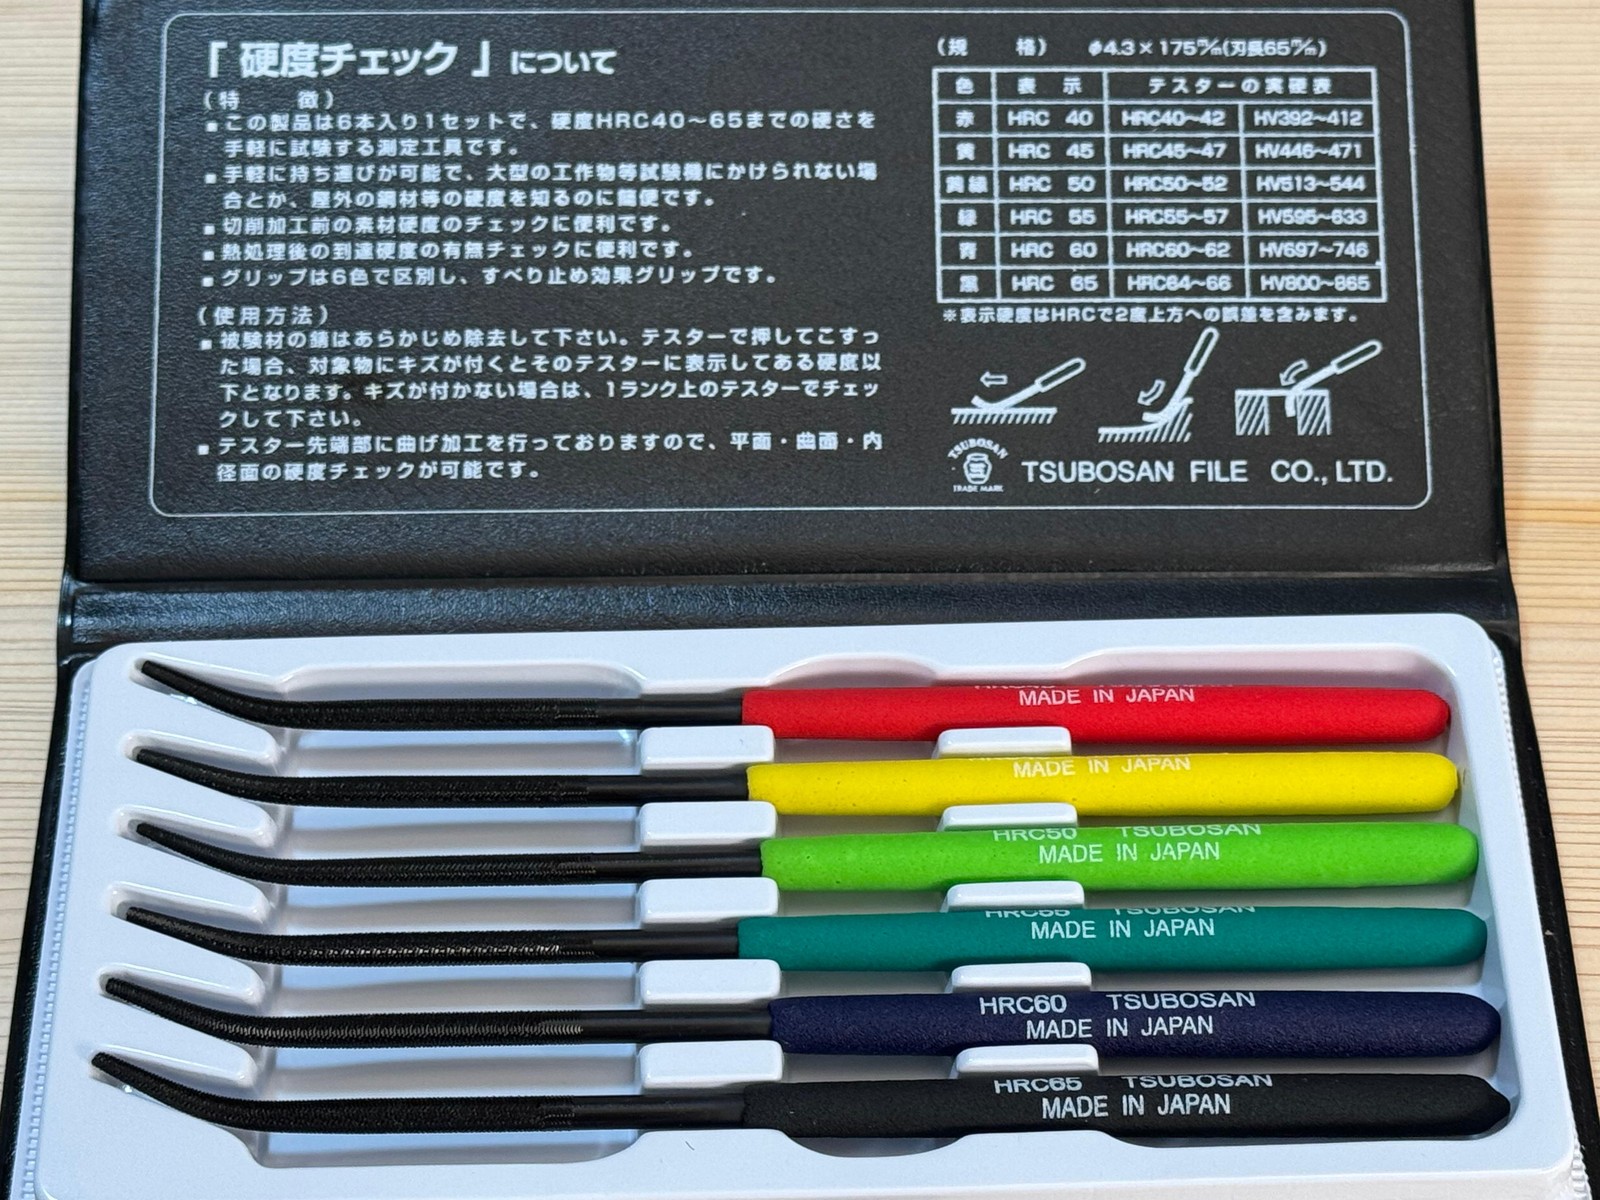 「硬度チェック」について
(特　徴)
■この製品は6本入り1セットで、硬度HRC40〜65までの硬さを
手軽に試験する測定工具です。
■手軽に持ち運びが可能で、大型の工作物等試験機にかけられない場
合とか、屋外の鋼材等の硬度を知るのに簡便です。
■切削加工前の素材硬度のチェックに便利です。
■熱処理後の到達硬度の有無チェックに便利です。
■グリップは6色で区別し、すべり止め効果グリップです。
(使用方法)
■被験材の錆はあらかじめ除去して下さい。テスターで押してこすっ
た場合、対象物にキズが付くとそのテスターに表示してある硬度以
下となります。キズが付かない場合は、1ランク上のテスターでチェッ
クして下さい。
■テスター先端部に曲げ加工を行っておりますので、平面・曲面・内
径面の硬度チェックが可能です。
(規　格)　φ4.3×175m/m(刃長65m/m)
色　表　示　テスターの実硬表
赤　HRC 40　HRC40〜42　HV392〜412
黄　HRC 45　HRC45〜47　HV446〜471
黄緑　HRC 50　HRC50〜52　HV513〜544
緑　HRC 55　HRC55〜57　HV595〜633
青　HRC 60　HRC60〜62　HV697〜746
黒　HRC 65　HRC64〜66　HV800〜865
※表示硬度はHRCで2度上方への誤差を含みます。
TSUBOSAN
TRADE MARK
TSUBOSAN FILE CO., LTD.
MADE IN JAPAN
MADE IN JAPAN
HRC50 TSUBOSAN
MADE IN JAPAN
HRC55 TSUBOSAN
MADE IN JAPAN
HRC60 TSUBOSAN
MADE IN JAPAN
HRC65 TSUBOSAN
MADE IN JAPAN